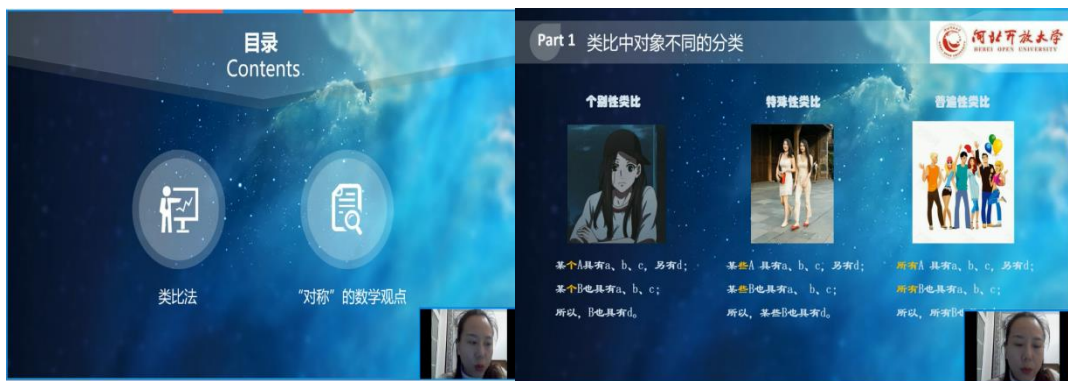 目录
Contents
类比法
“对称”的数学观点
Part 1 类比中对象不同的分类
河北开放大学
HEBEI OPEN UNIVERSITY
个别性类比
特殊性类比
普遍性类比
某个A具有a、b、c，另有d；
某个B也具有a、b、c；
所以，B也具有d。
某些A 具有a、b、c，另有d；
某些B也具有a、 b、c；
所以，某些B也具有d。
所有A 具有a、b、c，另有d；
所有B也具有a、b、c；
所以，所有B也